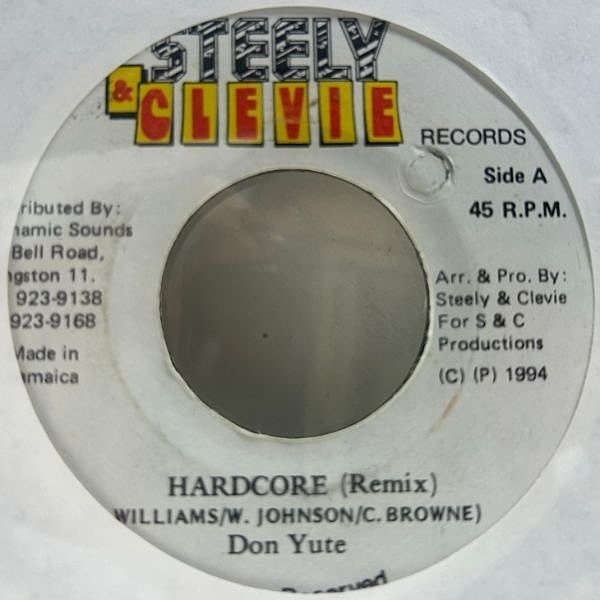 STEELY
& CLEVIE
RECORDS
Side A
45 R.P.M.
ributed By:
namic Sounds
Bell Road,
ngston 11.
923-9138
923-9168
Made in
maica
Arr. & Pro. By:
Steely & Clevie
For S & C
Productions
(C) (P) 1994
HARDCORE (Remix)
WILLIAMS/W. JOHNSON/C. BROWNE)
Don Yute
Reserved